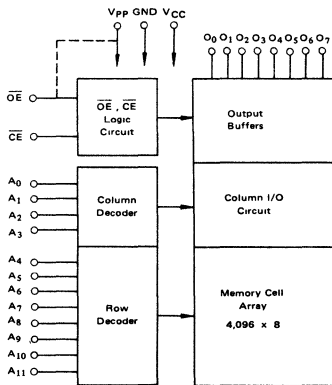 VPP GND VCC
O0 O1 O2 O3 O4 O5 O6 O7
OE
CE
OE, CE
Logic
Circuit
Output
Buffers
A0
A1
A2
A3
Column
Decoder
Column I/O
Circuit
A4
A5
A6
A7
A8
A9
A10
A11
Row
Decoder
Memory Cell
Array
4,096 x 8